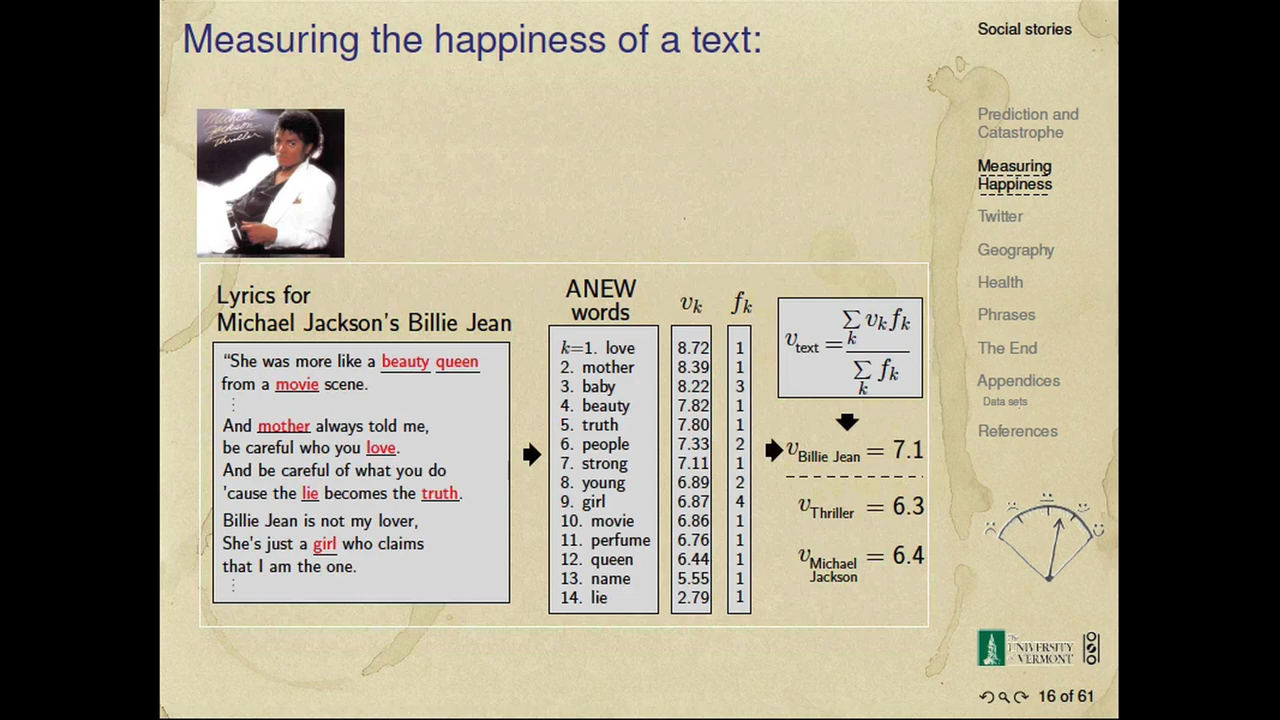 Measuring the happiness of a text:
Social stories
Prediction and
Catastrophe
Measuring
Happiness
Twitter
Geography
Health
Phrases
The End
Appendices
Data sets
References
Michael
Jackson
Thriller
Lyrics for
Michael Jackson's Billie Jean
“She was more like a beauty queen
from a movie scene.
⋮
And mother always told me,
be careful who you love.
And be careful of what you do
'cause the lie becomes the truth.
Billie Jean is not my lover,
She's just a girl who claims
that I am the one.
⋮
ANEW
words
v_k f_k
k=1. love 8.72 1
2. mother 8.39 1
3. baby 8.22 3
4. beauty 7.82 1
5. truth 7.80 1
6. people 7.33 2
7. strong 7.11 1
8. young 6.89 2
9. girl 6.87 4
10. movie 6.86 1
11. perfume 6.76 1
12. queen 6.44 1
13. name 5.55 1
14. lie 2.79 1
v_text = ∑_k v_k f_k / ∑_k f_k
v_Billie Jean = 7.1
v_Thriller = 6.3
v_Michael Jackson = 6.4
The
UNIVERSITY
of VERMONT
16 of 61